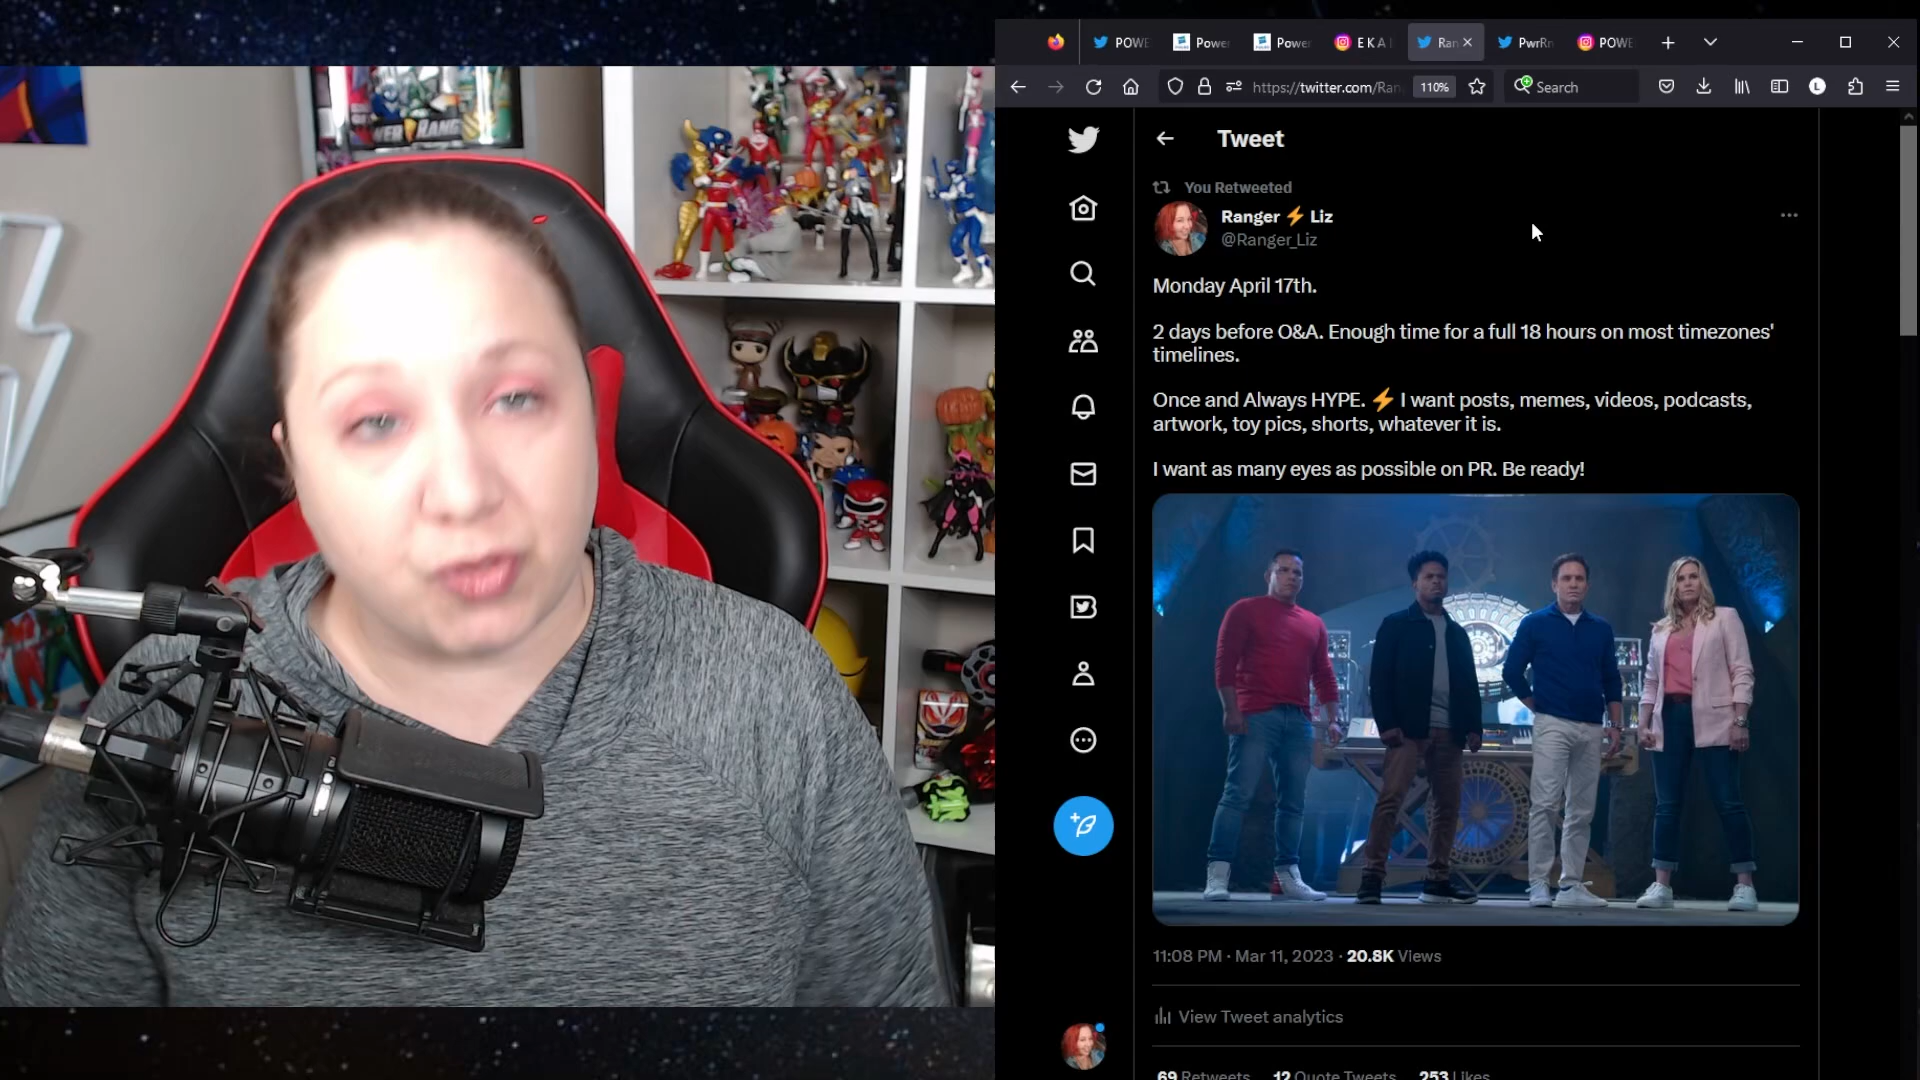 POWE
Power
Power
E K A
Ran
PwrRn
POWE
https://twitter.com/Ran
110%
Search
L
Tweet
You Retweeted
Ranger ⚡ Liz
@Ranger_Liz
Monday April 17th.
2 days before O&A. Enough time for a full 18 hours on most timezones'
timelines.
Once and Always HYPE. ⚡ I want posts, memes, videos, podcasts,
artwork, toy pics, shorts, whatever it is.
I want as many eyes as possible on PR. Be ready!
11:08 PM · Mar 11, 2023 · 20.8K Views
View Tweet analytics
69 Retweets 12 Quote Tweets 253 Likes